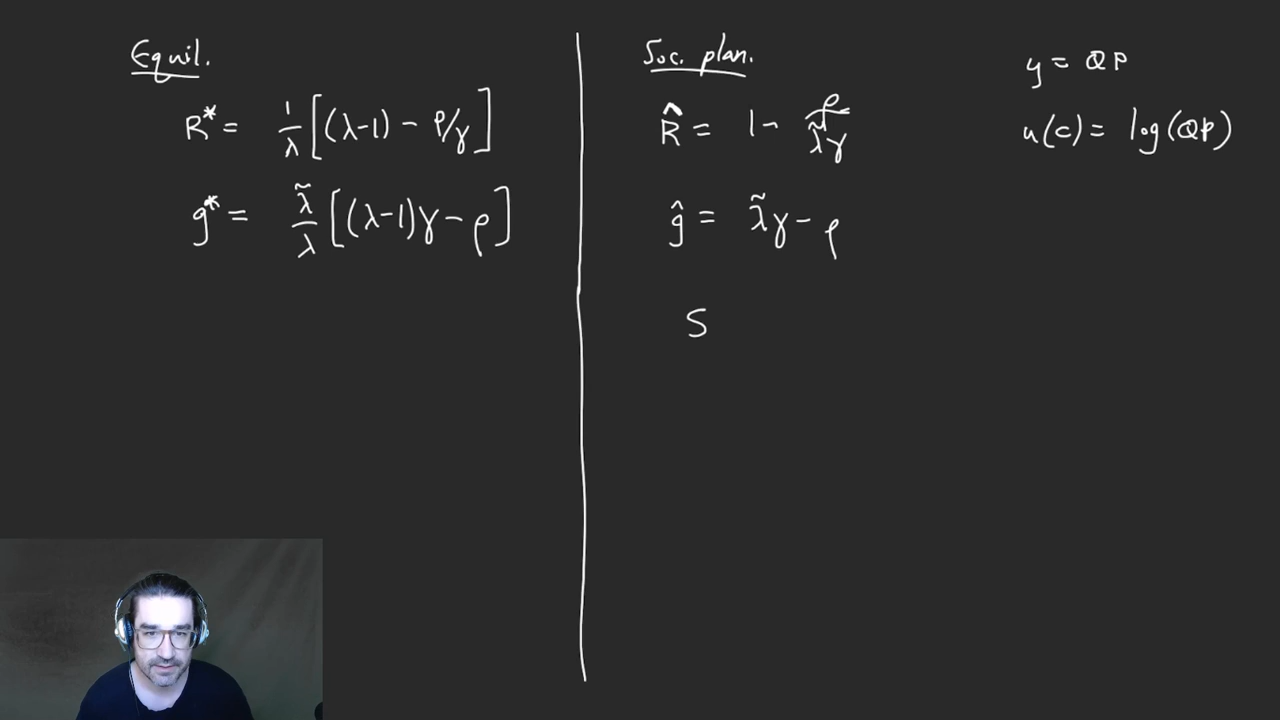 Equil.
R* = 1/λ [(λ-1) - ρ/γ]
g* = λ̃/λ [(λ-1)γ - ρ]
Soc. plan.
R̂ = 1 - ρ/(λ̃γ)
ĝ = λ̃γ - ρ
S
y = QP
u(c) = log(QP)